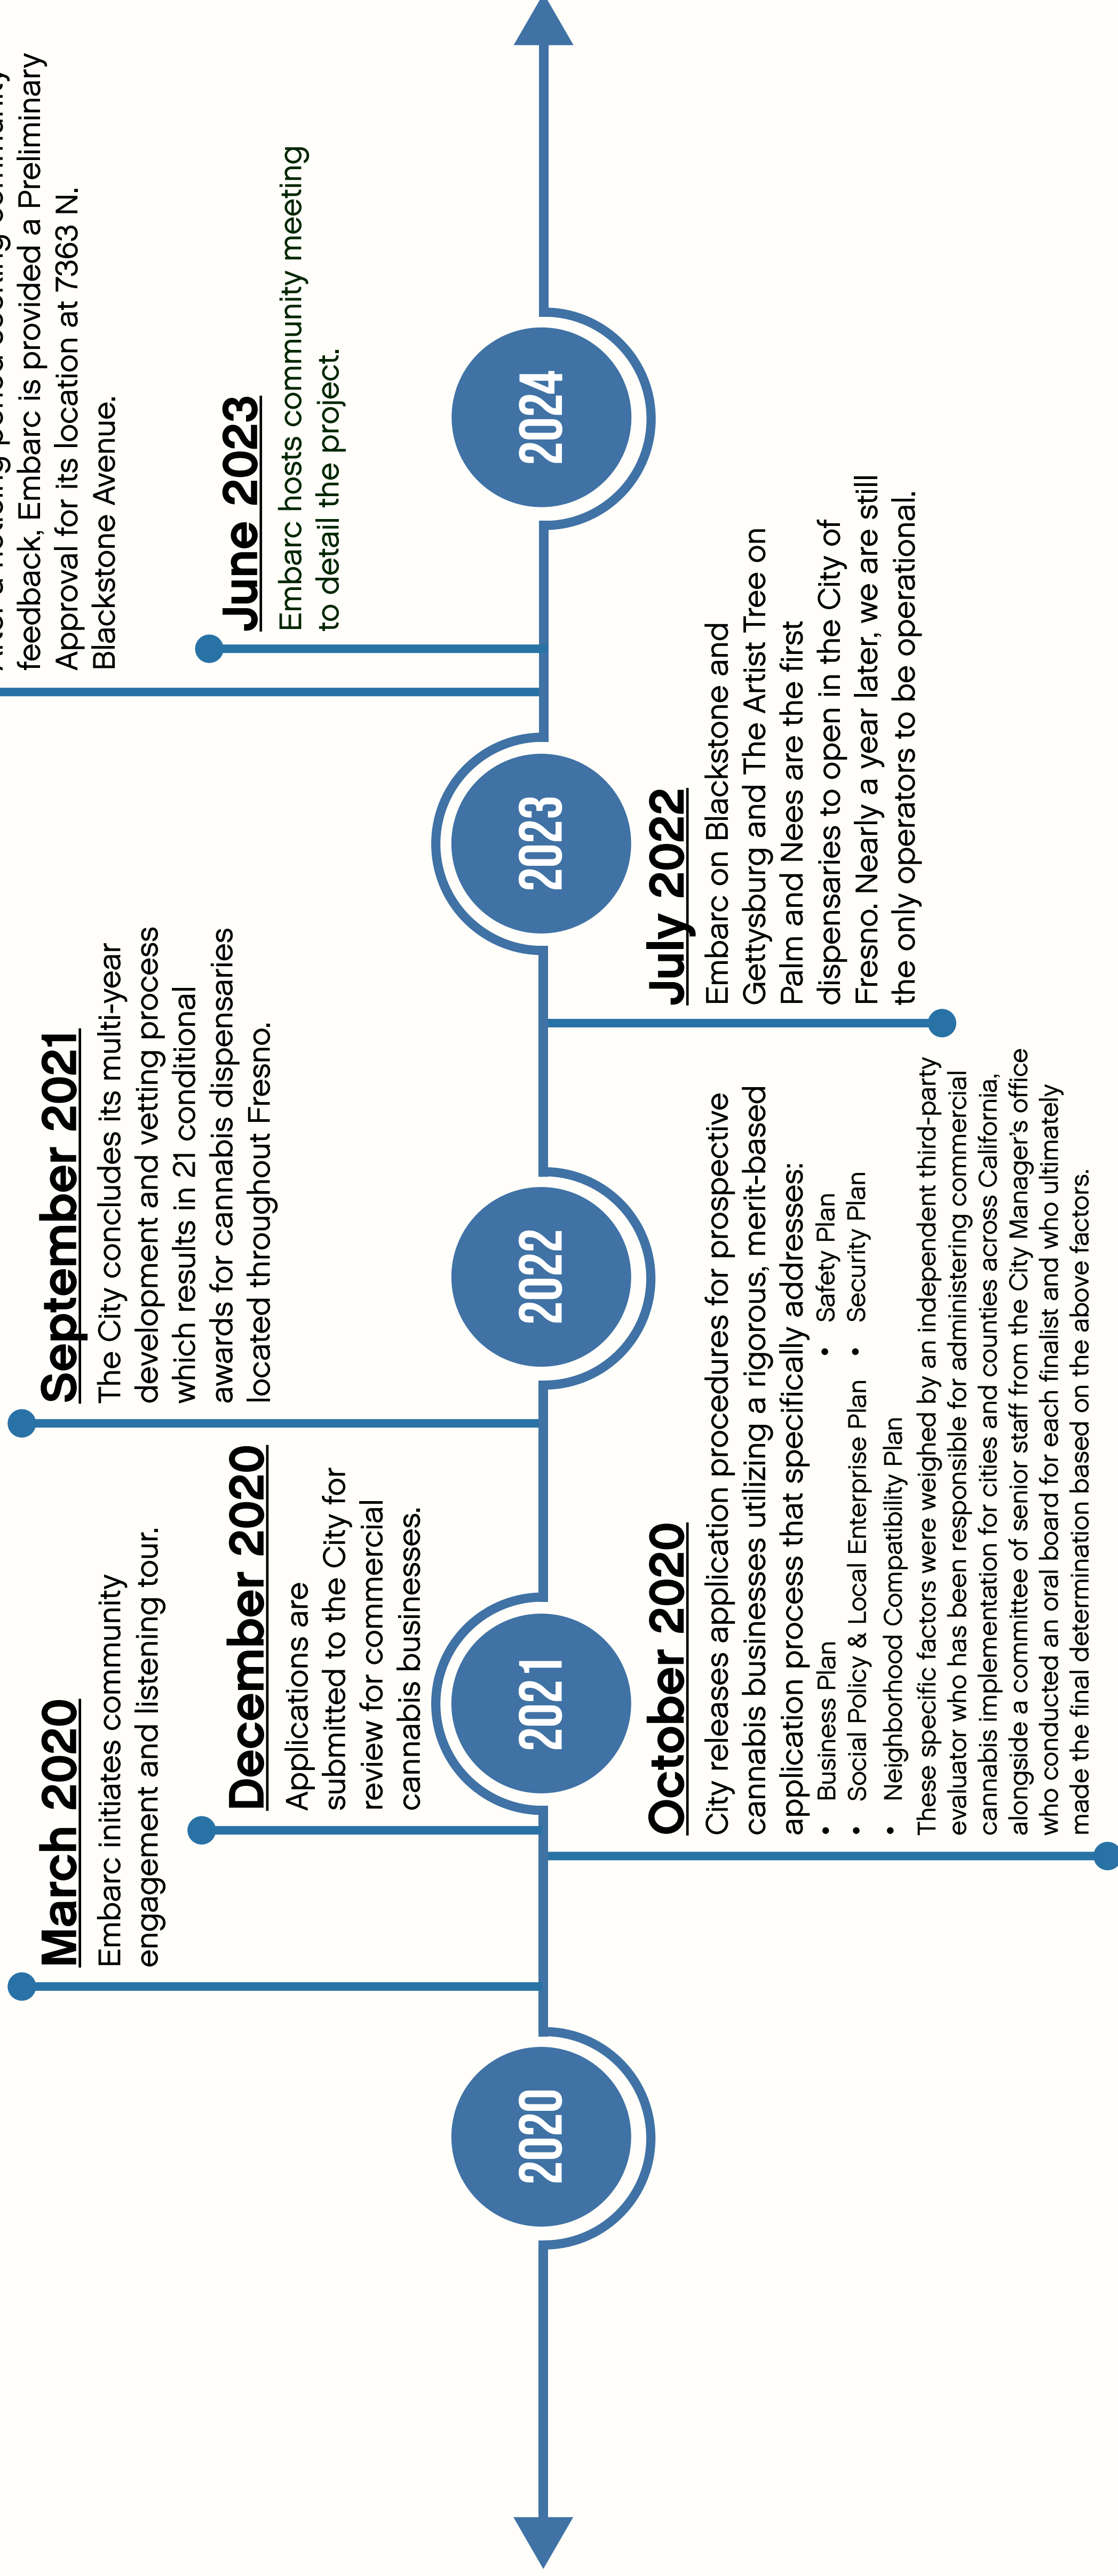 March 2020
Embarc initiates community
engagement and listening tour.
December 2020
Applications are
submitted to the City for
review for commercial
cannabis businesses.
September 2021
The City concludes its multi-year
development and vetting process
which results in 21 conditional
awards for cannabis dispensaries
located throughout Fresno.
After a noticing period seeking community
feedback, Embarc is provided a Preliminary
Approval for its location at 7363 N.
Blackstone Avenue.
June 2023
Embarc hosts community meeting
to detail the project.
2020
2021
2022
2023
2024
October 2020
City releases application procedures for prospective
cannabis businesses utilizing a rigorous, merit-based
application process that specifically addresses:
• Business Plan • Safety Plan
• Social Policy & Local Enterprise Plan • Security Plan
• Neighborhood Compatibility Plan
These specific factors were weighed by an independent third-party
evaluator who has been responsible for administering commercial
cannabis implementation for cities and counties across California,
alongside a committee of senior staff from the City Manager's office
who conducted an oral board for each finalist and who ultimately
made the final determination based on the above factors.
July 2022
Embarc on Blackstone and
Gettysburg and The Artist Tree on
Palm and Nees are the first
dispensaries to open in the City of
Fresno. Nearly a year later, we are still
the only operators to be operational.